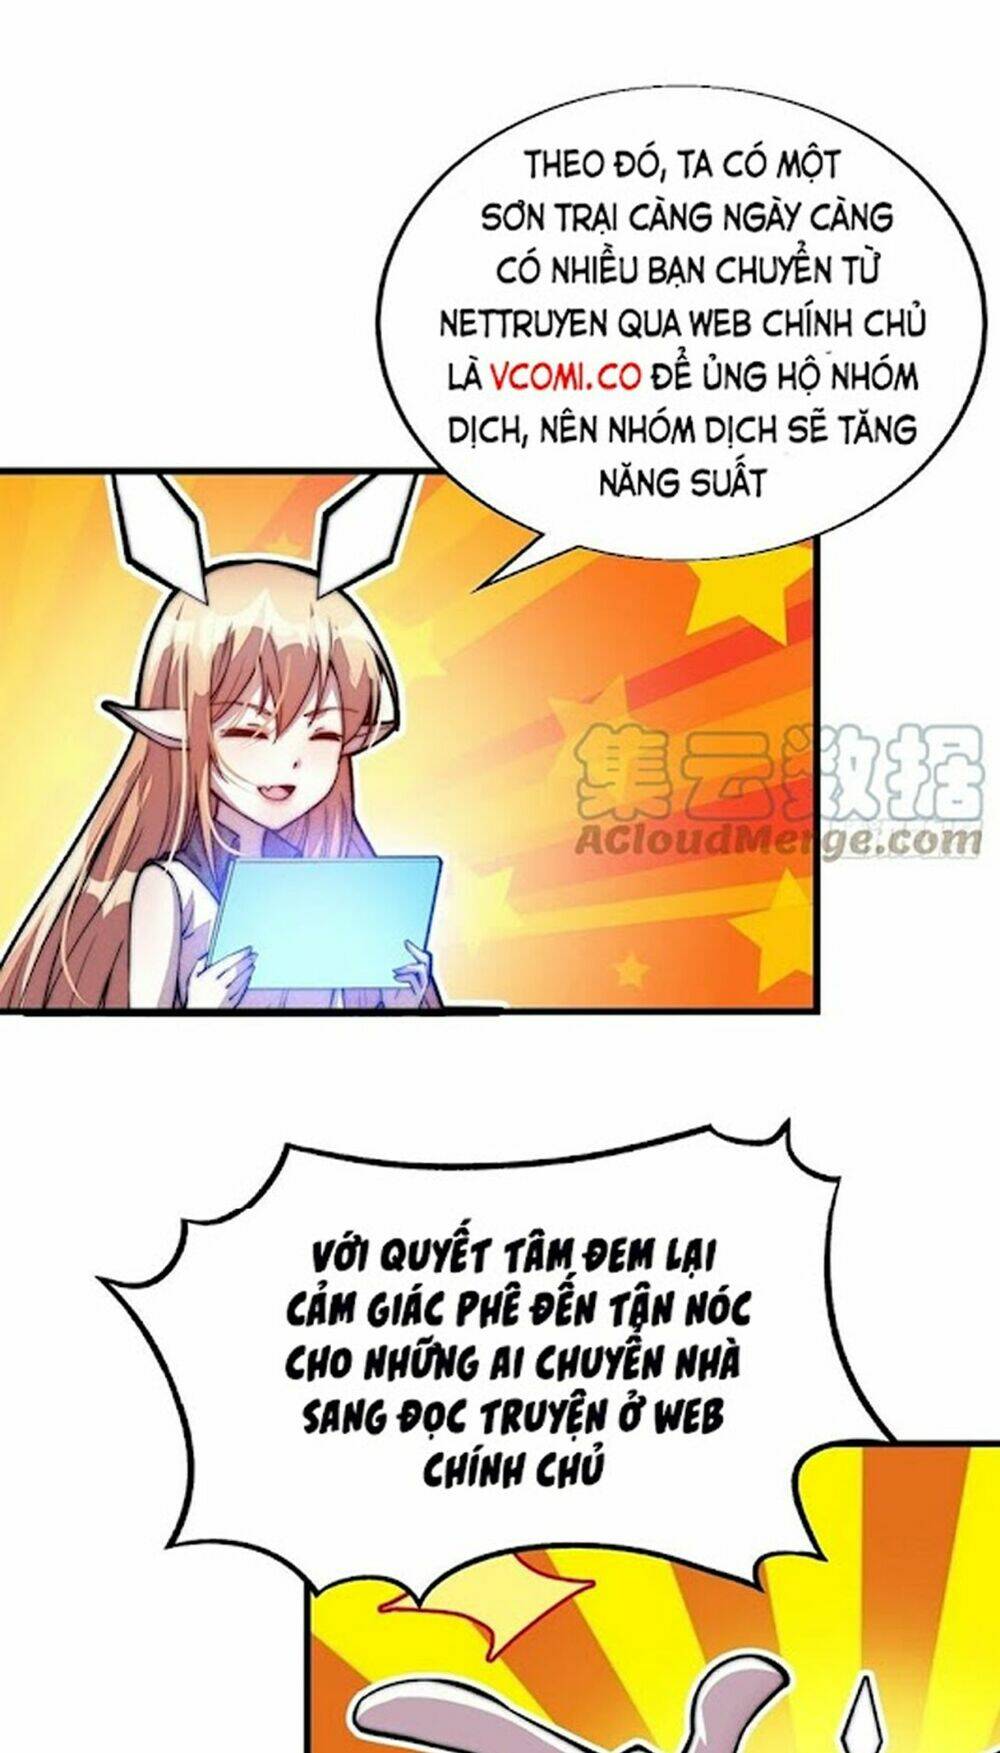 THEO ĐÓ, TA CÓ MỘT
SƠN TRẠI CÀNG NGÀY CÀNG
CÓ NHIỀU BẠN CHUYỂN TỪ
NETTRUYEN QUA WEB CHÍNH CHỦ
LÀ VCOMI.CO ĐỂ ỦNG HỘ NHÓM
DỊCH, NÊN NHÓM DỊCH SẼ TĂNG
NĂNG SUẤT
集云数据
ACloudMerge.com
VỚI QUYẾT TÂM ĐEM LẠI
CẢM GIÁC PHÊ ĐẾN TẬN NÓC
CHO NHỮNG AI CHUYỂN NHÀ
SANG ĐỌC TRUYỆN Ở WEB
CHÍNH CHỦ